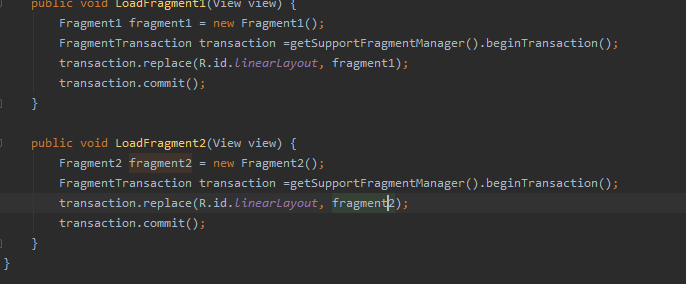 public void LoadFragment1(View view) {
Fragment1 fragment1 = new Fragment1();
FragmentTransaction transaction =getSupportFragmentManager().beginTransaction();
transaction.replace(R.id.linearLayout, fragment1);
transaction.commit();
}
public void LoadFragment2(View view) {
Fragment2 fragment2 = new Fragment2();
FragmentTransaction transaction =getSupportFragmentManager().beginTransaction();
transaction.replace(R.id.linearLayout, fragment2);
transaction.commit();
}
}